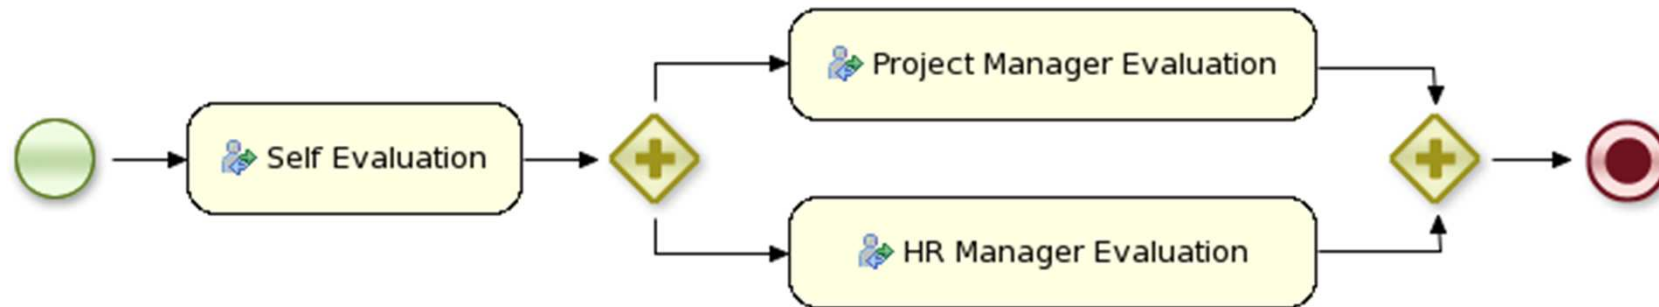 Project Manager Evaluation
Self Evaluation
HR Manager Evaluation